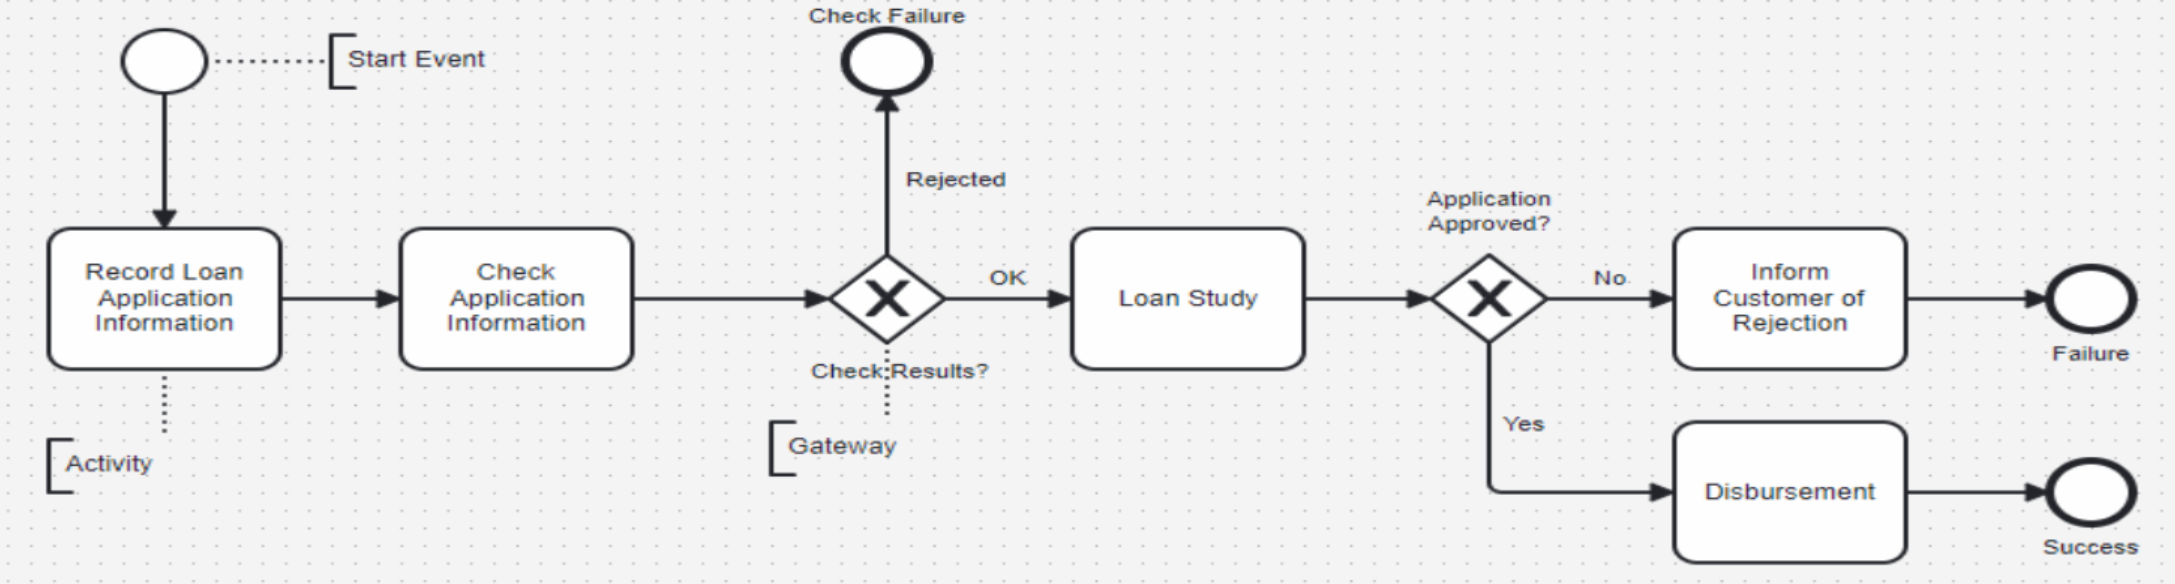 Check Failure
Start Event
Rejected
Application
Approved?
Record Loan
Application
Information
Check
Application
Information
OK
Loan Study
No
Inform
Customer of
Rejection
Failure
Check Results?
Yes
Activity
Gateway
Disbursement
Success